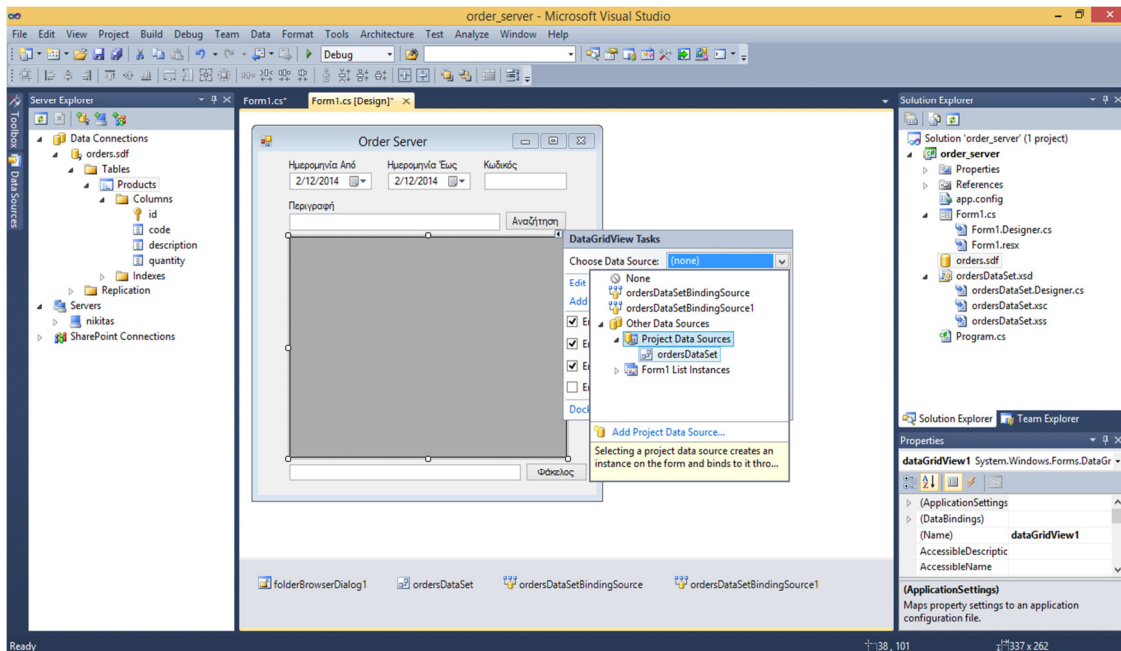 order_server - Microsoft Visual Studio
File Edit View Project Build Debug Team Data Format Tools Architecture Test Analyze Window Help
Debug
Toolbox
Data Sources
Server Explorer
Data Connections
orders.sdf
Tables
Products
Columns
id
code
description
quantity
Indexes
Replication
Servers
nikitas
SharePoint Connections
Form1.cs*
Form1.cs [Design]*
Order Server
Ημερομηνία Από Ημερομηνία Έως Κωδικός
2/12/2014 2/12/2014
Περιγραφή
Αναζήτηση
DataGridView Tasks
Choose Data Source: (none)
Edit
Add
Dock
None
ordersDataSetBindingSource
ordersDataSetBindingSource1
Other Data Sources
Project Data Sources
ordersDataSet
Form1 List Instances
Add Project Data Source...
Selecting a project data source creates an
instance on the form and binds to it thro...
Φάκελος
folderBrowserDialog1 ordersDataSet ordersDataSetBindingSource ordersDataSetBindingSource1
Solution Explorer
Solution 'order_server' (1 project)
order_server
Properties
References
app.config
Form1.cs
Form1.Designer.cs
Form1.resx
orders.sdf
ordersDataSet.xsd
ordersDataSet.Designer.cs
ordersDataSet.xsc
ordersDataSet.xss
Program.cs
Solution Explorer Team Explorer
Properties
dataGridView1 System.Windows.Forms.DataGr
(ApplicationSettings
(DataBindings)
(Name) dataGridView1
AccessibleDescriptic
AccessibleName
(ApplicationSettings)
Maps property settings to an application
configuration file.
Ready 38 , 101 337 x 262